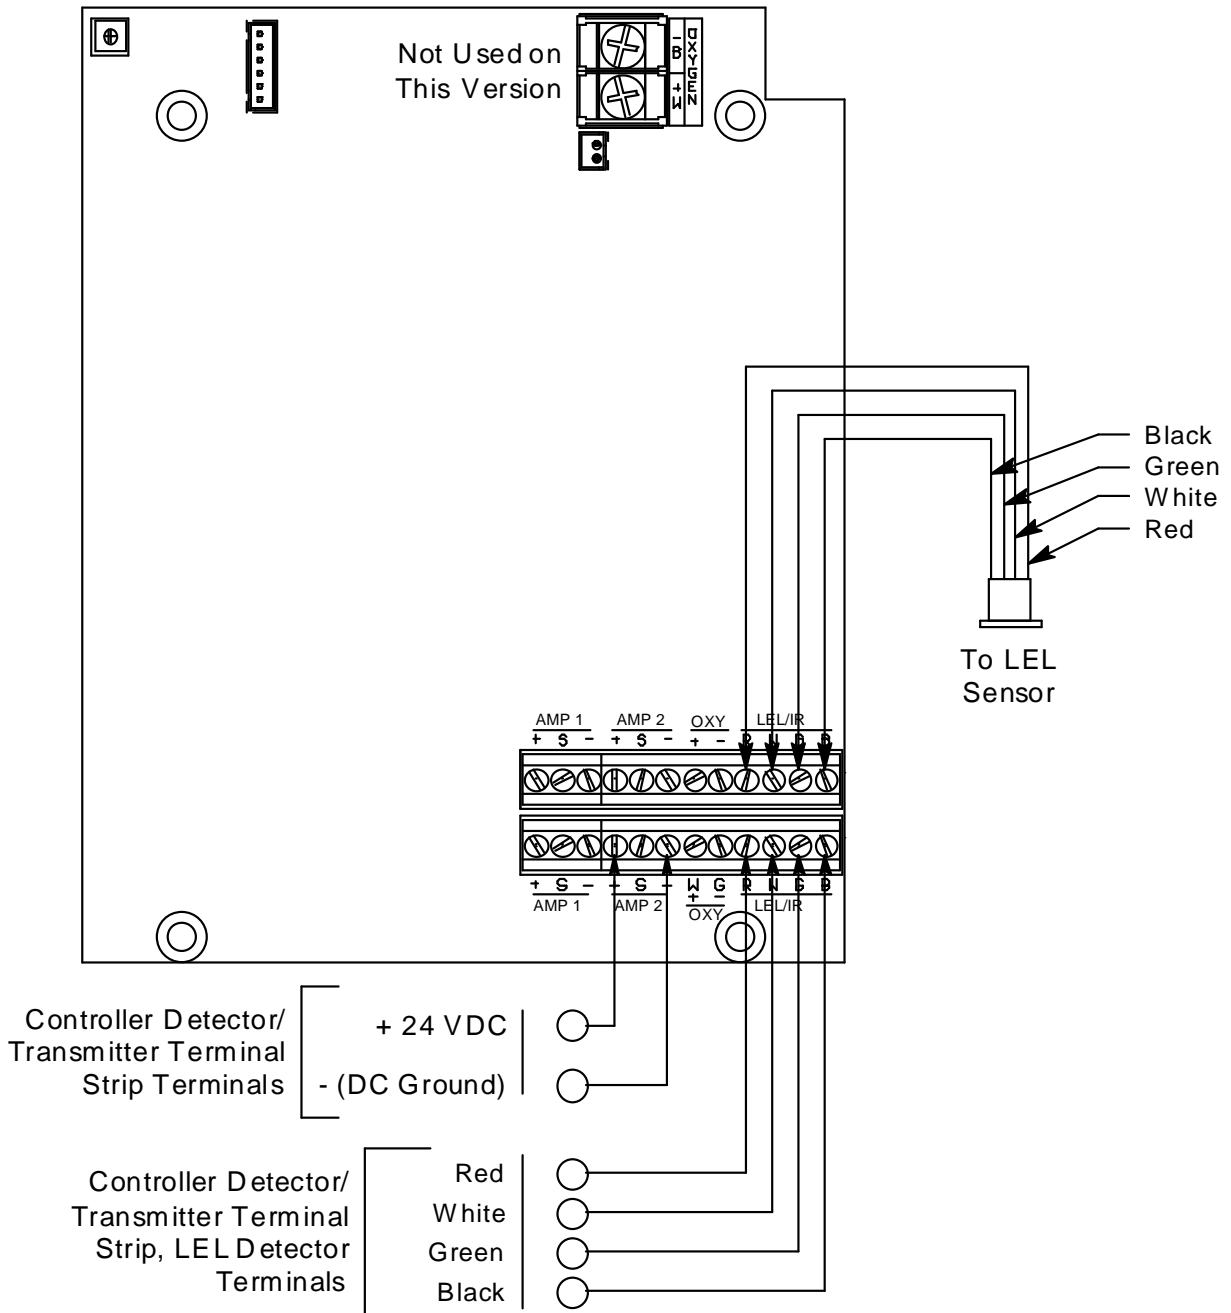 Not Used on
This Version
OXYGEN
- B
+ W
Black
Green
White
Red
To LEL
Sensor
AMP 1 AMP 2 OXY LEL/IR
+ S - + S - + -
+ S - S - W G R W G B
+ -
AMP 1 AMP 2 OXY LEL/IR
Controller Detector/
Transmitter Terminal
Strip Terminals
+ 24 VDC
- (DC Ground)
Controller Detector/
Transmitter Terminal
Strip, LEL Detector
Terminals
Red
White
Green
Black